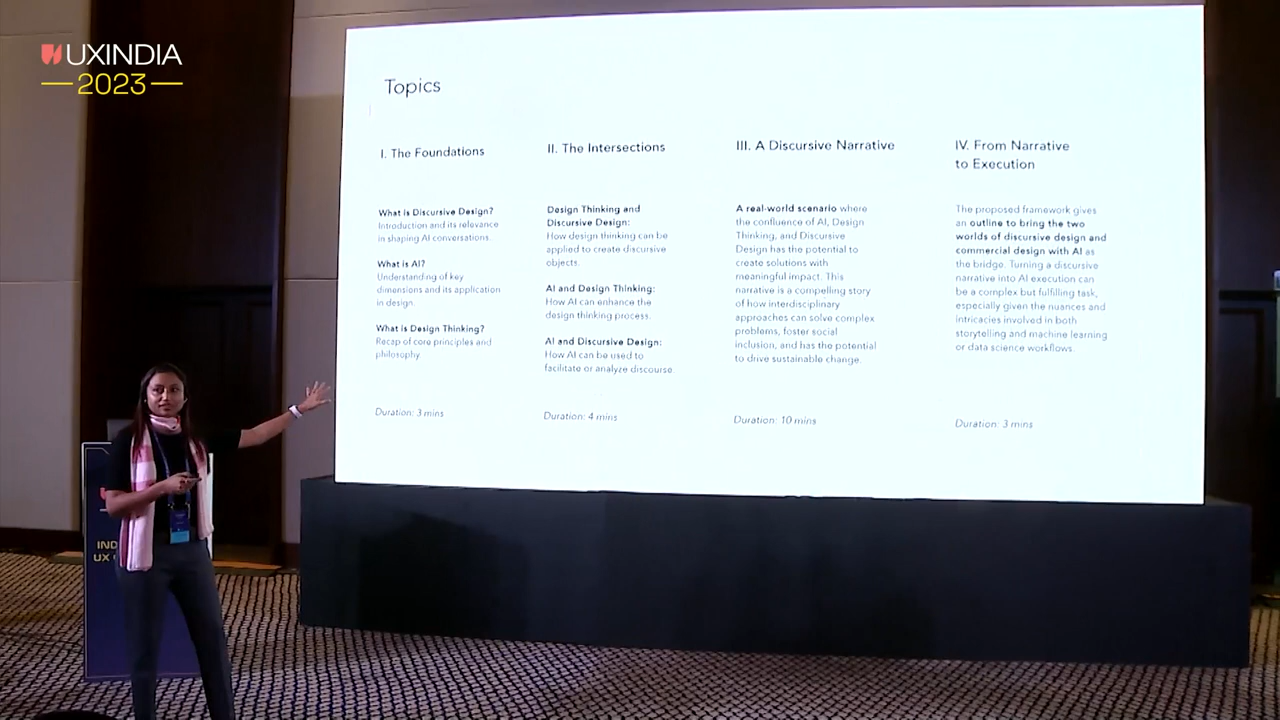 UXINDIA
2023
Topics
I. The Foundations
What is Discursive Design?
Introduction and its relevance
in shaping AI conversations.
What is AI?
Understanding of key
dimensions and its application
in design.
What is Design Thinking?
Recap of core principles and
philosophy
Duration: 3 mins
II. The Intersections
Design Thinking and
Discursive Design:
How design thinking can be
applied to create discursive
objects.
AI and Design Thinking:
How AI can enhance the
design thinking process.
AI and Discursive Design:
How AI can be used to
facilitate or analyze discourse.
Duration: 4 mins
III. A Discursive Narrative
A real-world scenario where
the confluence of AI, Design
Thinking, and Discursive
Design has the potential to
create solutions with
meaningful impact. This
narrative is a compelling story
of how interdisciplinary
approaches can solve complex
problems, foster social
inclusion, and has the potential
to drive sustainable change.
Duration: 10 mins
IV. From Narrative
to Execution
The proposed framework gives
an outline to bring the two
worlds of discursive design and
commercial design with AI as
the bridge. Turning a discursive
narrative into AI execution can
be a complex but fulfilling task,
especially given the nuances and
intricacies involved in both
storytelling and machine learning
or data science workflows.
Duration: 3 mins
IND
UX